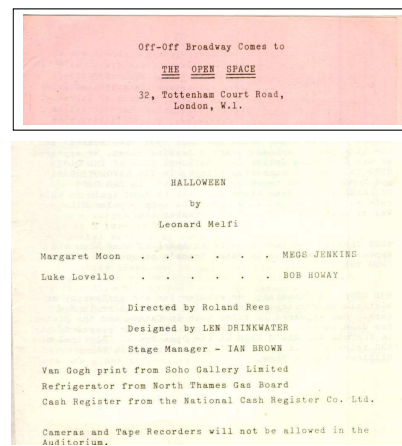 Off-Off Broadway Comes to
THE OPEN SPACE
32, Tottenham Court Road,
London, W.1.
HALLOWEEN
by
Leonard Melfi
Margaret Moon . . . . . . MEGS JENKINS
Luke Lovello . . . . . . BOB HOWAY
Directed by Roland Rees
Designed by LEN DRINKWATER
Stage Manager - IAN BROWN
Van Gogh print from Soho Gallery Limited
Refrigerator from North Thames Gas Board
Cash Register from the National Cash Register Co. Ltd.
Cameras and Tape Recorders will not be allowed in the
Auditorium.